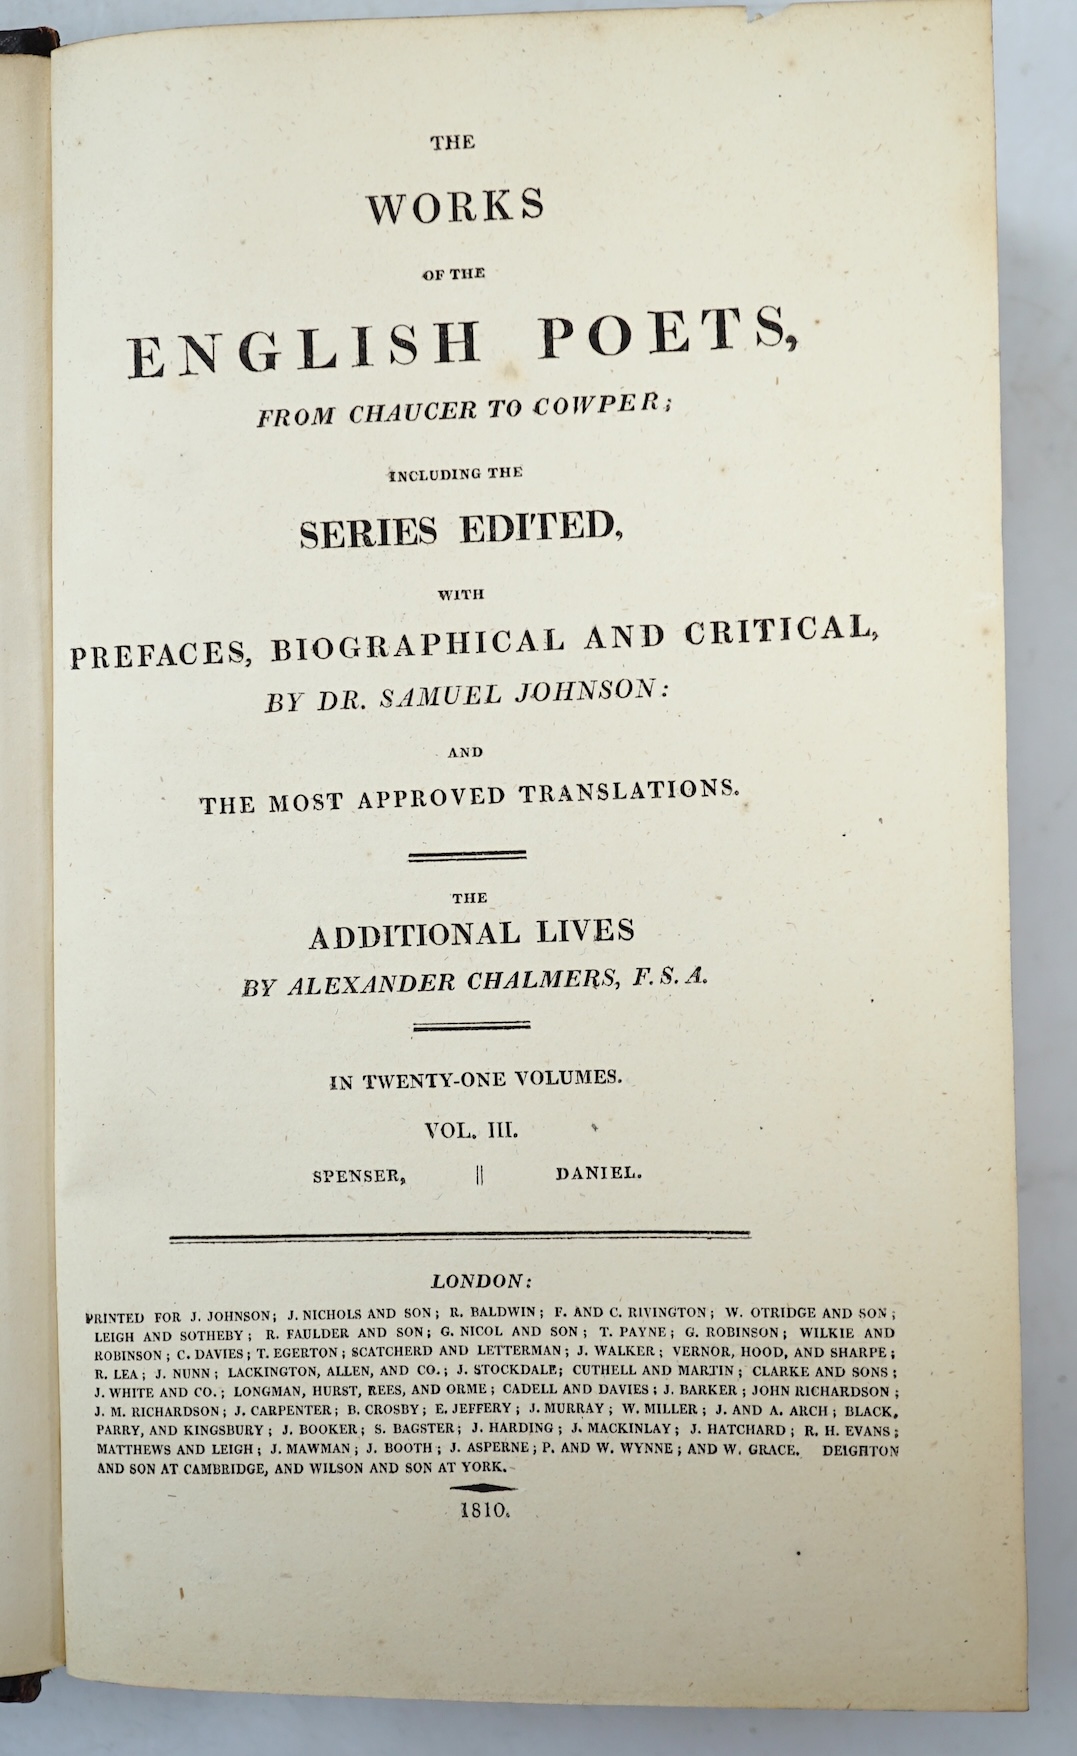 THE
WORKS
OF THE
ENGLISH POETS,
FROM CHAUCER TO COWPER;
INCLUDING THE
SERIES EDITED,
WITH
PREFACES, BIOGRAPHICAL AND CRITICAL,
BY DR. SAMUEL JOHNSON:
AND
THE MOST APPROVED TRANSLATIONS.
THE
ADDITIONAL LIVES
BY ALEXANDER CHALMERS, F. S. A.
IN TWENTY-ONE VOLUMES.
VOL. III.
SPENSER, || DANIEL.
LONDON:
PRINTED FOR J. JOHNSON; J. NICHOLS AND SON; R. BALDWIN; F. AND C. RIVINGTON; W. OTRIDGE AND SON;
LEIGH AND SOTHEBY; R. FAULDER AND SON; G. NICOL AND SON; T. PAYNE; G. ROBINSON; WILKIE AND
ROBINSON; C. DAVIES; T. EGERTON; SCATCHERD AND LETTERMAN; J. WALKER; VERNOR, HOOD, AND SHARPE;
R. LEA; J. NUNN; LACKINGTON, ALLEN, AND CO.; J. STOCKDALE; CUTHELL AND MARTIN; CLARKE AND SONS;
J. WHITE AND CO.; LONGMAN, HURST, REES, AND ORME; CADELL AND DAVIES; J. BARKER; JOHN RICHARDSON;
J. M. RICHARDSON; J. CARPENTER; B. CROSBY; E. JEFFERY; J. MURRAY; W. MILLER; J. AND A. ARCH; BLACK,
PARRY, AND KINGSBURY; J. BOOKER; S. BAGSTER; J. HARDING; J. MACKINLAY; J. HATCHARD; R. H. EVANS;
MATTHEWS AND LEIGH; J. MAWMAN; J. BOOTH; J. ASPERNE; P. AND W. WYNNE; AND W. GRACE. DEIGHTON
AND SON AT CAMBRIDGE, AND WILSON AND SON AT YORK.
1810.